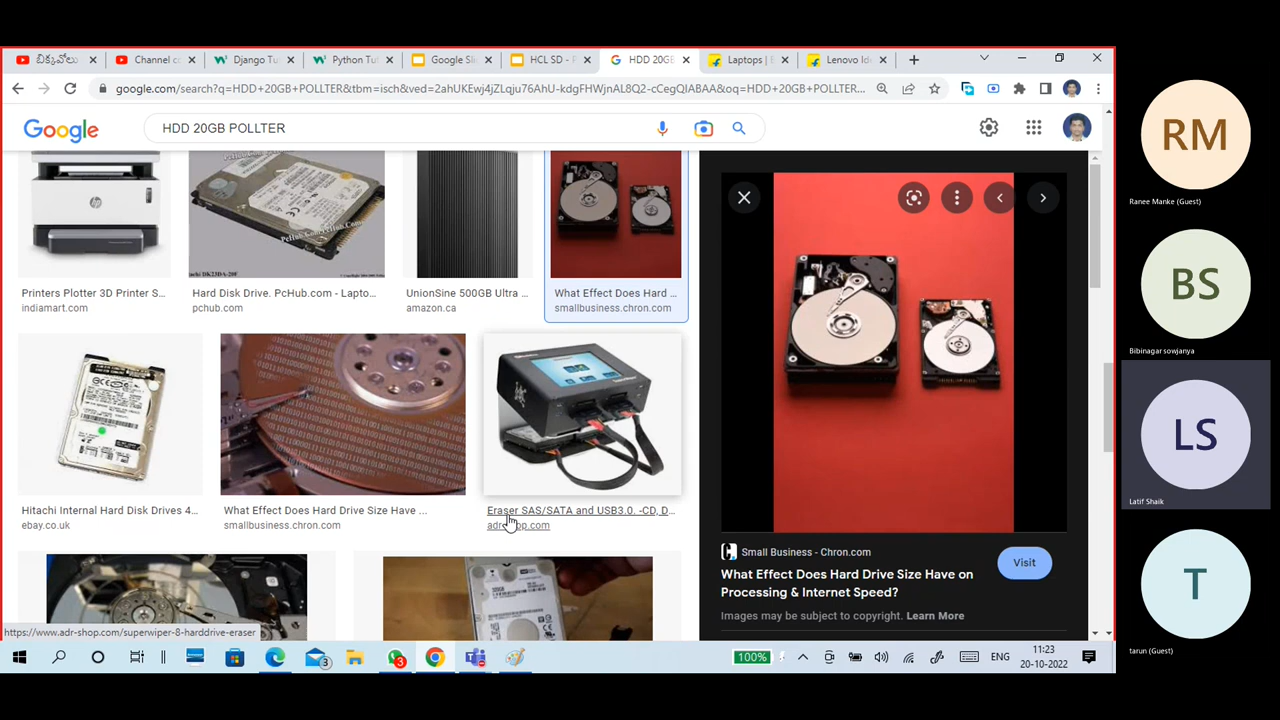 బిక్కవోలు
Channel c
Django Tu
Python Tut
Google Sli
HCL SD - F
HDD 20GB
Laptops | B
Lenovo Ide
google.com/search?q=HDD+20GB+POLLTER&tbm=isch&ved=2ahUKEwj4jZLqju76AhU-kdgFHWjnAL8Q2-cCegQIABAA&oq=HDD+20GB+POLLTER...
Google
HDD 20GB POLLTER
Printers Plotter 3D Printer S...
indiamart.com
Hard Disk Drive. PcHub.com - Lapto...
pchub.com
UnionSine 500GB Ultra ...
amazon.ca
What Effect Does Hard ...
smallbusiness.chron.com
Hitachi Internal Hard Disk Drives 4...
ebay.co.uk
What Effect Does Hard Drive Size Have ...
smallbusiness.chron.com
Eraser SAS/SATA and USB3.0. -CD, D...
Small Business - Chron.com
What Effect Does Hard Drive Size Have on
Processing & Internet Speed?
Visit
Images may be subject to copyright. Learn More
https://www.adr-shop.com/superwiper-8-harddrive-eraser
3
3
100%
ENG
11:23
20-10-2022
RM
Ranee Manke (Guest)
BS
Bibinagar sowjanya
LS
Latif Shaik
T
tarun (Guest)